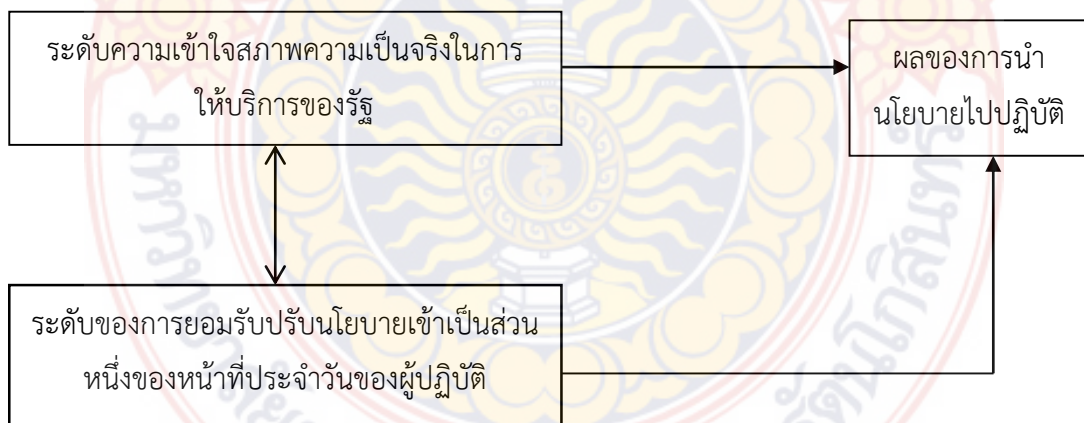 ระดับความเข้าใจสภาพความเป็นจริงในการ
ให้บริการของรัฐ
ผลของการนำ
นโยบายไปปฏิบัติ
ระดับของการยอมรับปรับนโยบายเข้าเป็นส่วน
หนึ่งของหน้าที่ประจำวันของผู้ปฏิบัติ